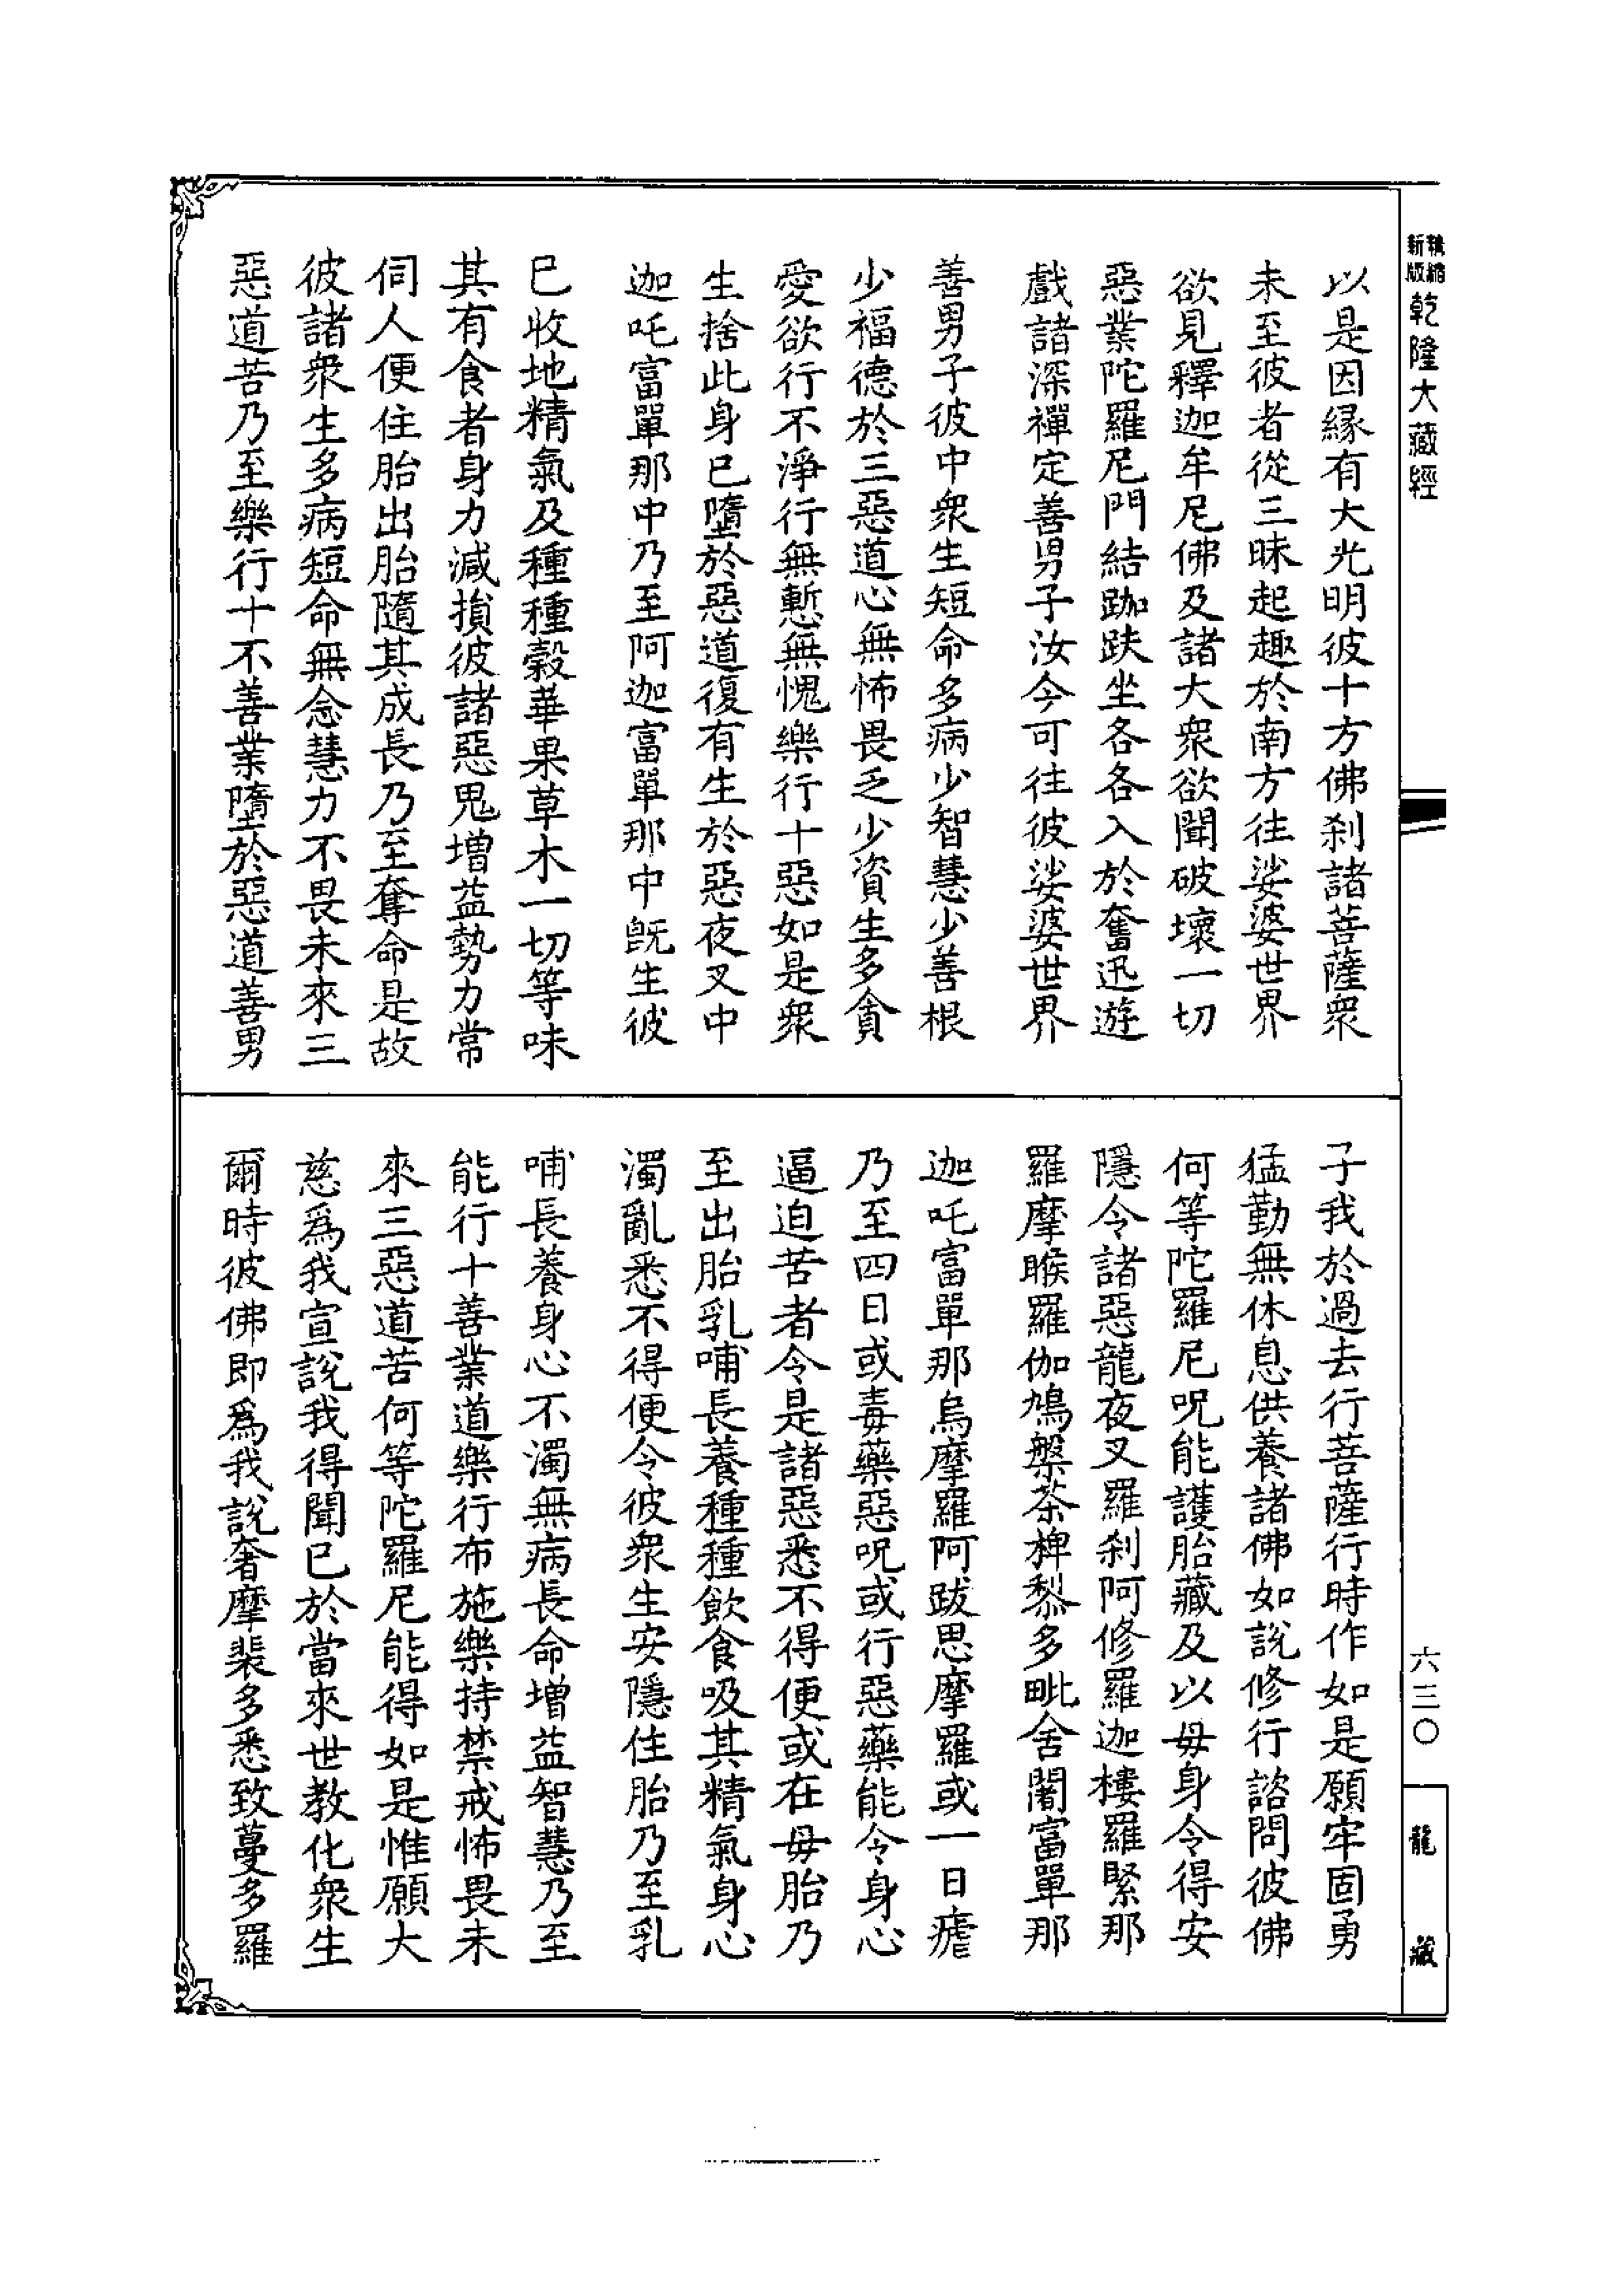 新版精縮乾隆大藏經
以是因緣有大光明彼十方佛剎諸菩薩衆
未至彼者從三昧起趣於南方往娑婆世界
欲見釋迦牟尼佛及諸大衆欲聞破壞一切
惡業陀羅尼門結跏趺坐各各入於奮迅遊
戲諸深禪定善男子汝今可往彼娑婆世界
善男子彼中衆生短命多病少智慧少善根
少福德於三惡道心無怖畏乏少資生多貪
愛欲行不淨行無慙無愧樂行十惡如是衆
生捨此身已墮於惡道復有生於惡夜叉中
迦吒富單那中乃至阿迦富單那中既生彼
已收地精氣及種種穀華果草木一切等味
其有食者身力減損彼諸惡鬼增益勢力常
伺人便住胎出胎隨其成長乃至奪命是故
彼諸衆生多病短命無念慧力不畏未來三
惡道苦乃至樂行十不善業墮於惡道善男
子我於過去行菩薩行時作如是願牢固勇
猛勤無休息供養諸佛如說修行諮問彼佛
何等陀羅尼呪能護胎藏及以毋身令得安
隱令諸惡龍夜叉羅剎阿修羅迦樓羅緊那
羅摩睺羅伽鳩槃茶椑黎多毗舍闍富單那
迦吒富單那烏摩羅阿跋思摩羅或一日瘧
乃至四日或毒藥惡呪或行惡藥能令身心
逼迫苦者令是諸惡悉不得便或在毋胎乃
至出胎乳哺長養種種飲食吸其精氣身心
濁亂悉不得便令彼衆生安隱住胎乃至乳
哺長養身心不濁無病長命增益智慧乃至
能行十善業道樂行布施樂持禁戒怖畏未
來三惡道苦何等陀羅尼能得如是惟願大
慈爲我宣說我得聞已於當來世教化衆生
爾時彼佛即爲我說奢摩裴多悉致蔓多羅
六三〇
龍藏